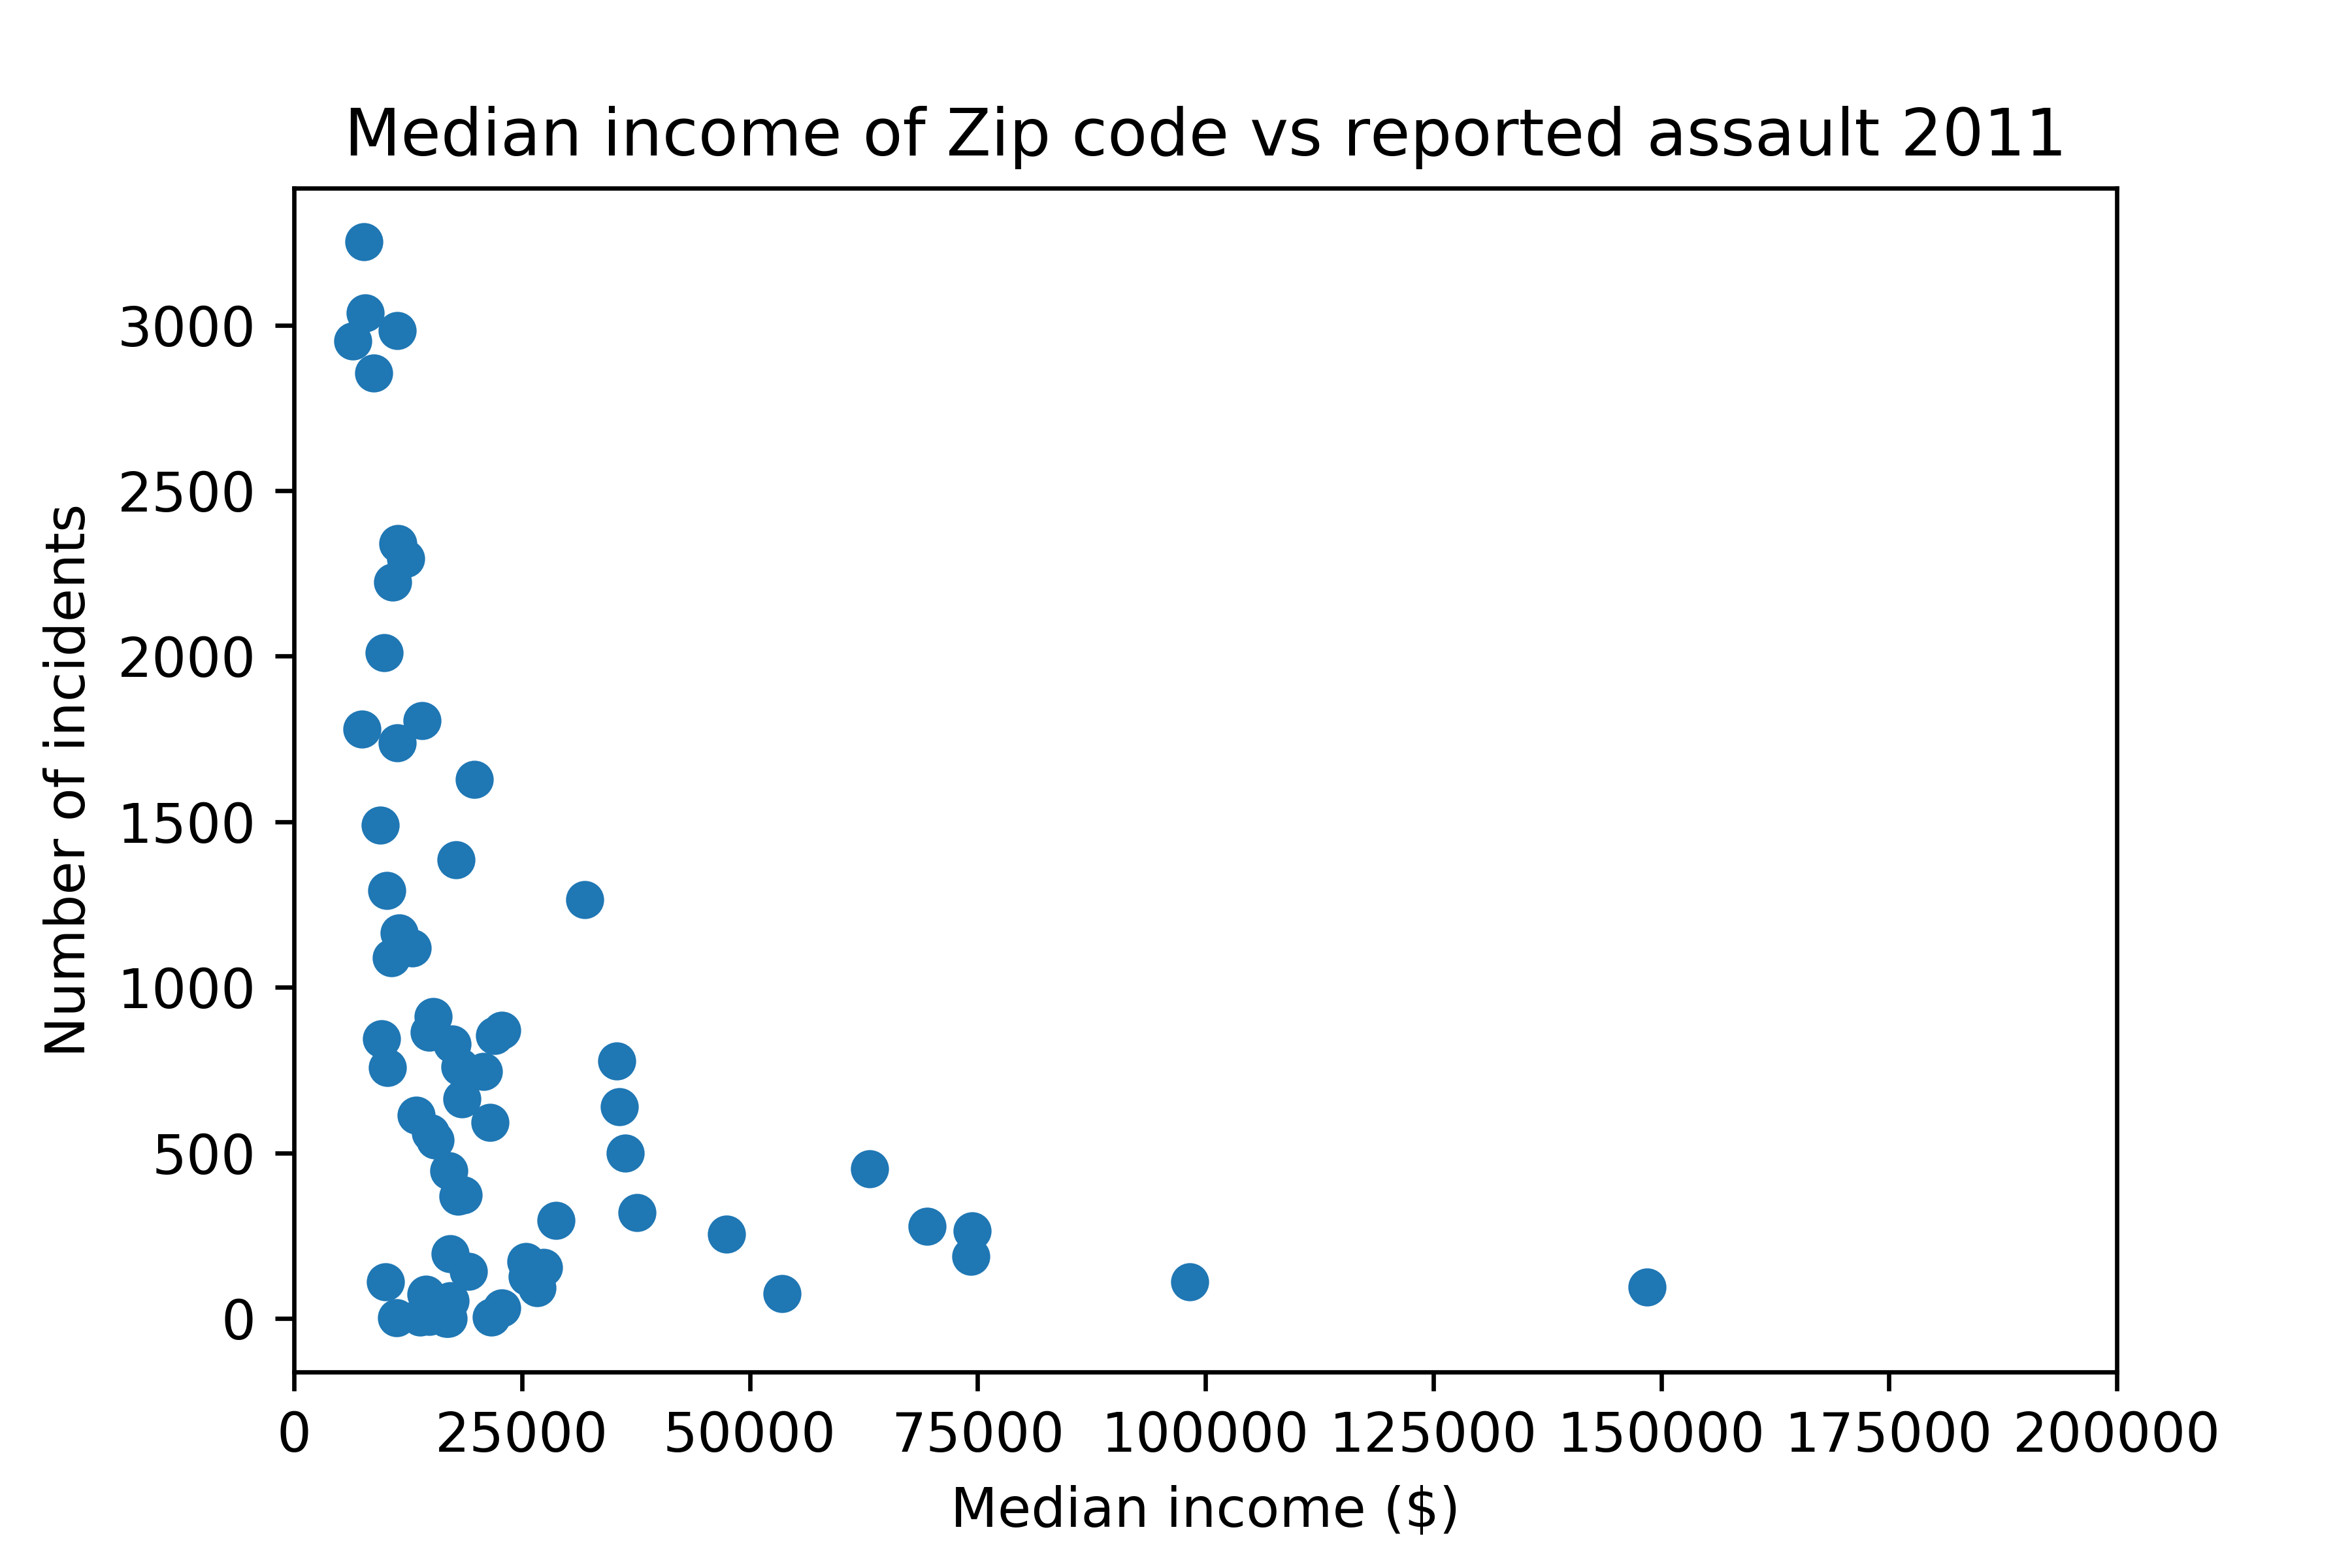 Median income of Zip code vs reported assault 2011
Number of incidents
3000
2500
2000
1500
1000
500
0
0 25000 50000 75000 100000 125000 150000 175000 200000
Median income ($)